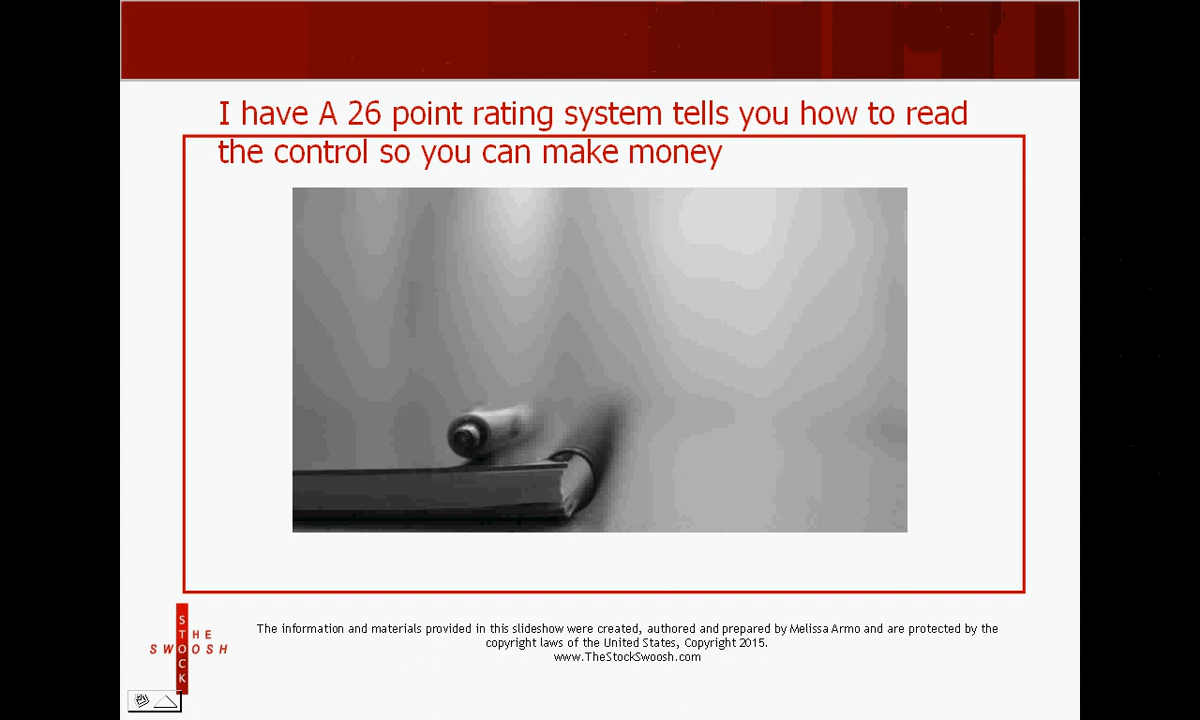 I have A 26 point rating system tells you how to read
the control so you can make money
THE
STOCK
SWOOSH
The information and materials provided in this slideshow were created, authored and prepared by Melissa Armo and are protected by the
copyright laws of the United States, Copyright 2015.
www.TheStockSwoosh.com